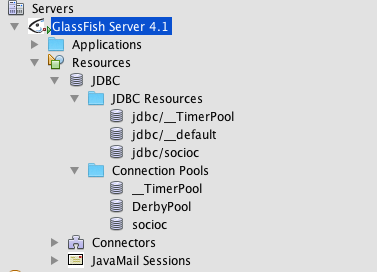 Servers
GlassFish Server 4.1
Applications
Resources
JDBC
JDBC Resources
jdbc/__TimerPool
jdbc/__default
jdbc/socioc
Connection Pools
__TimerPool
DerbyPool
socioc
Connectors
JavaMail Sessions